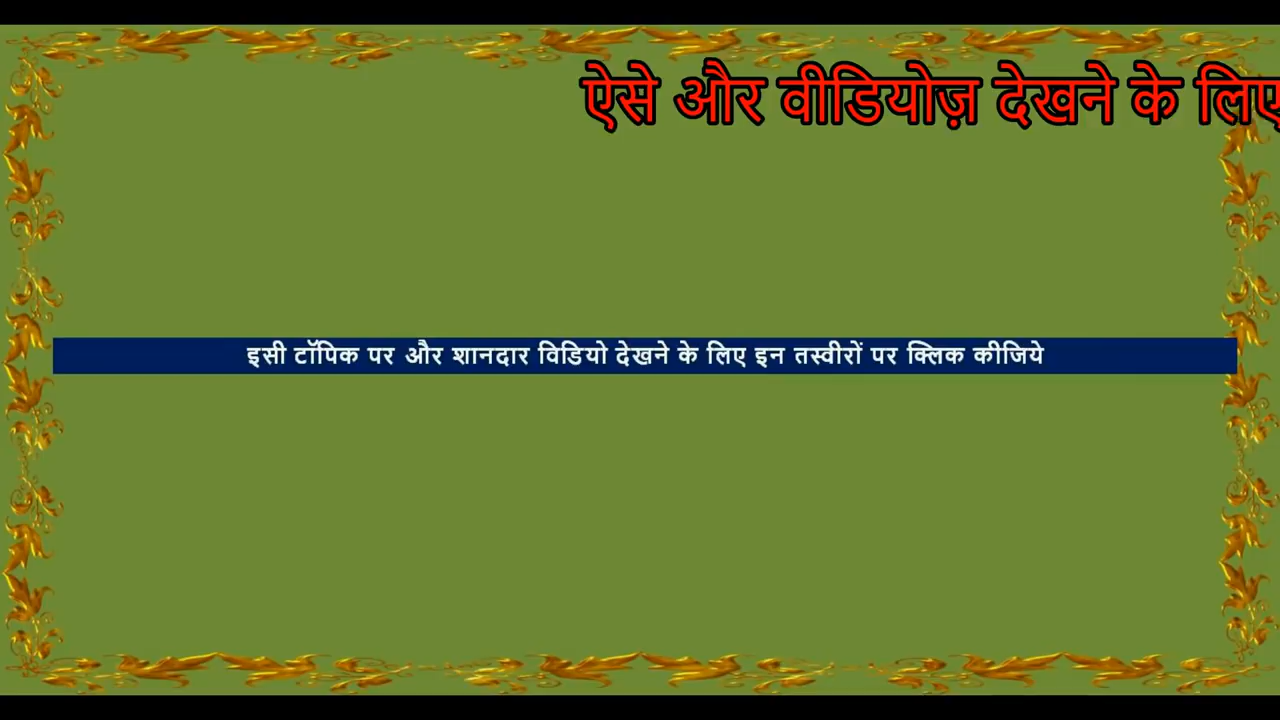 ऐसे और वीडियोज़ देखने के लिए
इसी टॉपिक पर और शानदार विडियो देखने के लिए इन तस्वीरों पर क्लिक कीजिये